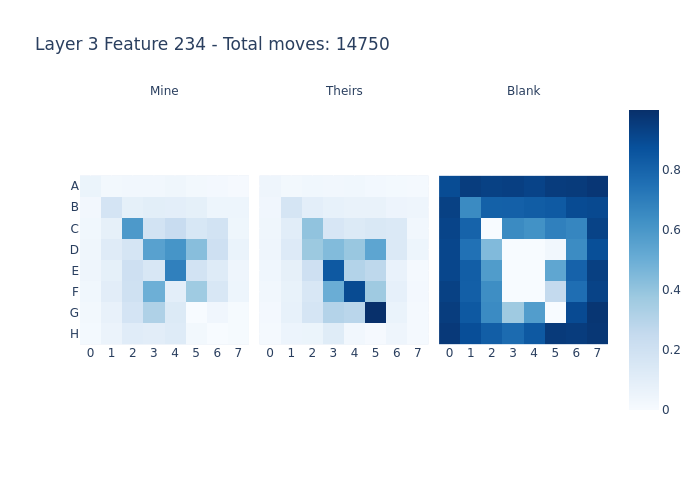 Layer 3 Feature 234 - Total moves: 14750
Mine Theirs Blank
A
B
C
D
E
F
G
H
0 1 2 3 4 5 6 7 0 1 2 3 4 5 6 7 0 1 2 3 4 5 6 7
0.8
0.6
0.4
0.2
0